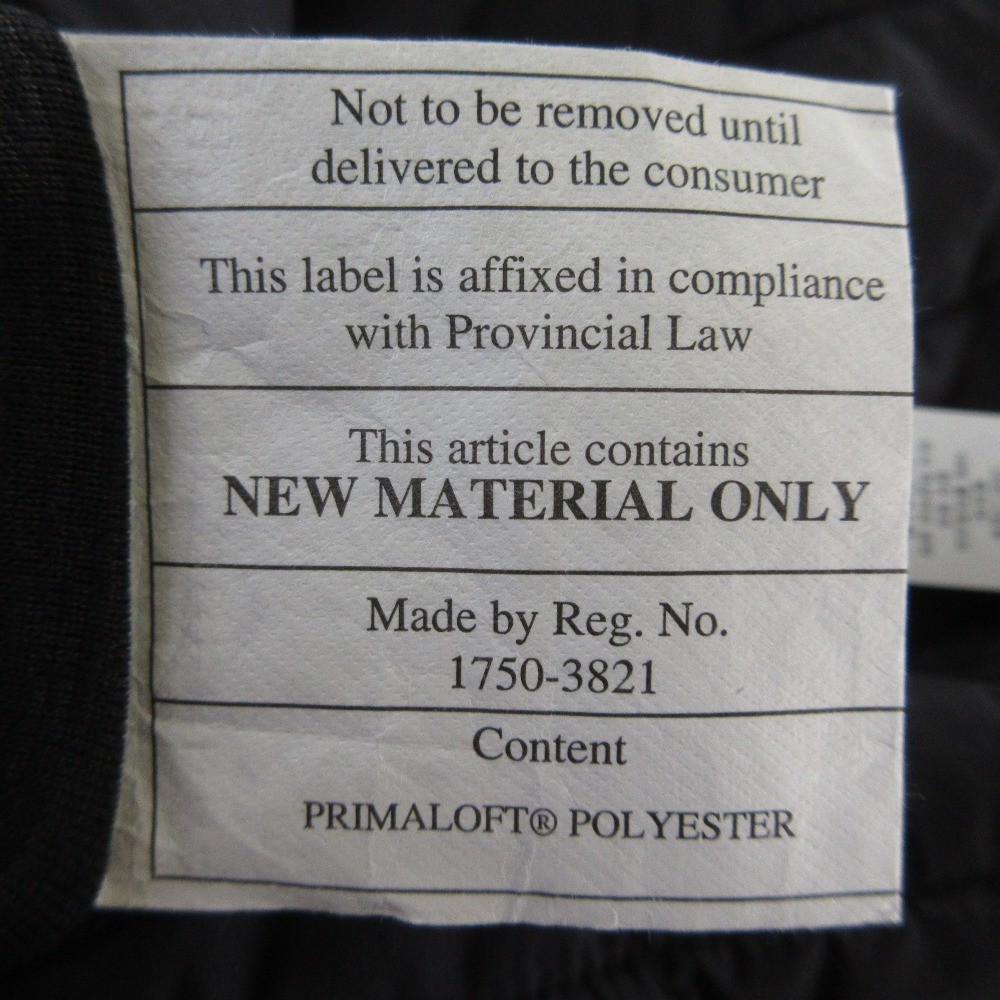 Not to be removed until
delivered to the consumer
This label is affixed in compliance
with Provincial Law
This article contains
NEW MATERIAL ONLY
Made by Reg. No.
1750-3821
Content
PRIMALOFT® POLYESTER